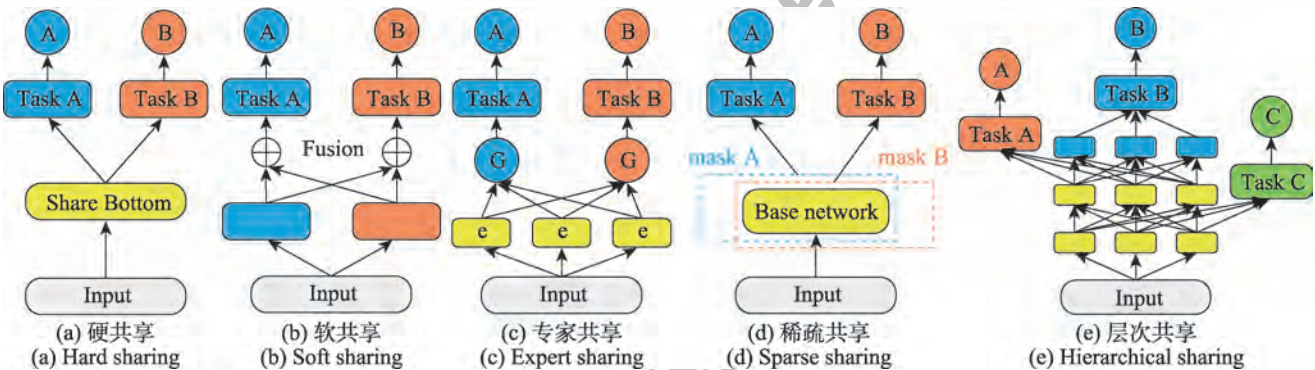 A
B
Task A
Task B
Share Bottom
Input
(a) 硬共享
(a) Hard sharing
A
B
Task A
Task B
Fusion
Input
(b) 软共享
(b) Soft sharing
A
B
Task A
Task B
G
G
e
e
e
Input
(c) 专家共享
(c) Expert sharing
A
B
Task A
Task B
mask A
mask B
Base network
Input
(d) 稀疏共享
(d) Sparse sharing
B
A
Task B
C
Task A
Task C
Input
(e) 层次共享
(e) Hierarchical sharing